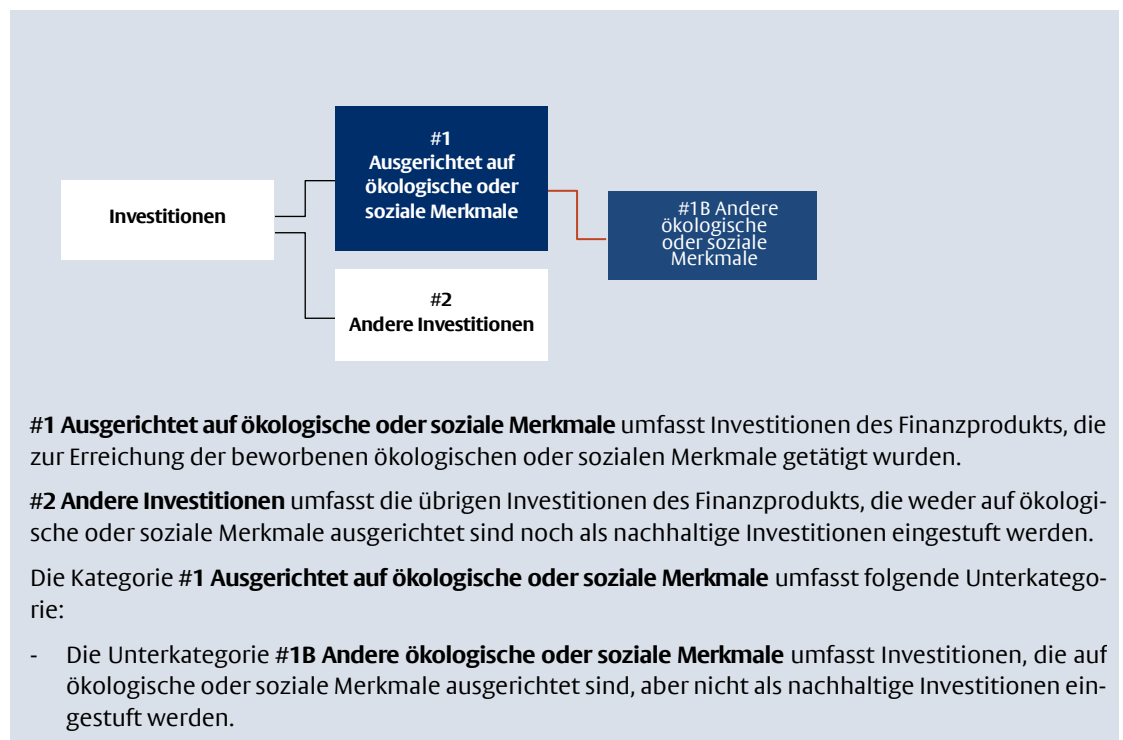 #1
Ausgerichtet auf
ökologische oder
soziale Merkmale
Investitionen
#1B Andere
ökologische
oder soziale
Merkmale
#2
Andere Investitionen
#1 Ausgerichtet auf ökologische oder soziale Merkmale umfasst Investitionen des Finanzprodukts, die
zur Erreichung der beworbenen ökologischen oder sozialen Merkmale getätigt wurden.
#2 Andere Investitionen umfasst die übrigen Investitionen des Finanzprodukts, die weder auf ökologi-
sche oder soziale Merkmale ausgerichtet sind noch als nachhaltige Investitionen eingestuft werden.
Die Kategorie #1 Ausgerichtet auf ökologische oder soziale Merkmale umfasst folgende Unterkatego-
rie:
- Die Unterkategorie #1B Andere ökologische oder soziale Merkmale umfasst Investitionen, die auf
ökologische oder soziale Merkmale ausgerichtet sind, aber nicht als nachhaltige Investitionen ein-
gestuft werden.